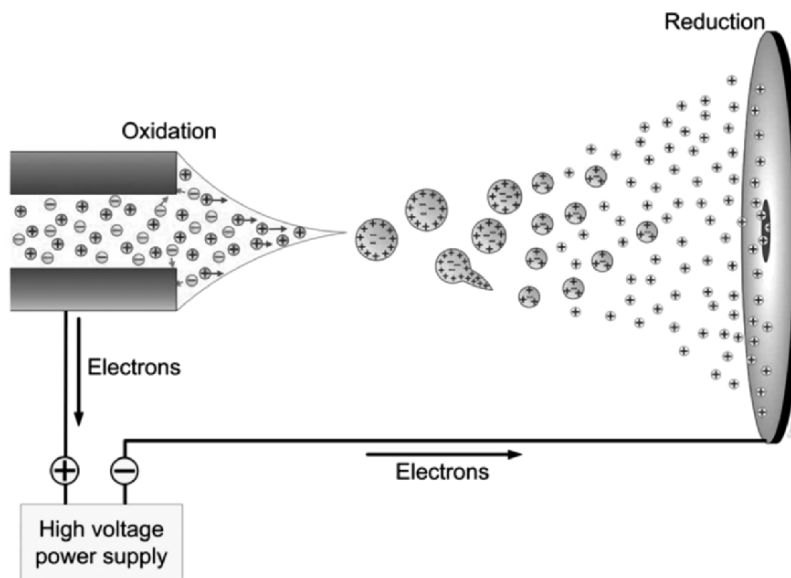 Reduction
Oxidation
Electrons
Electrons
High voltage
power supply